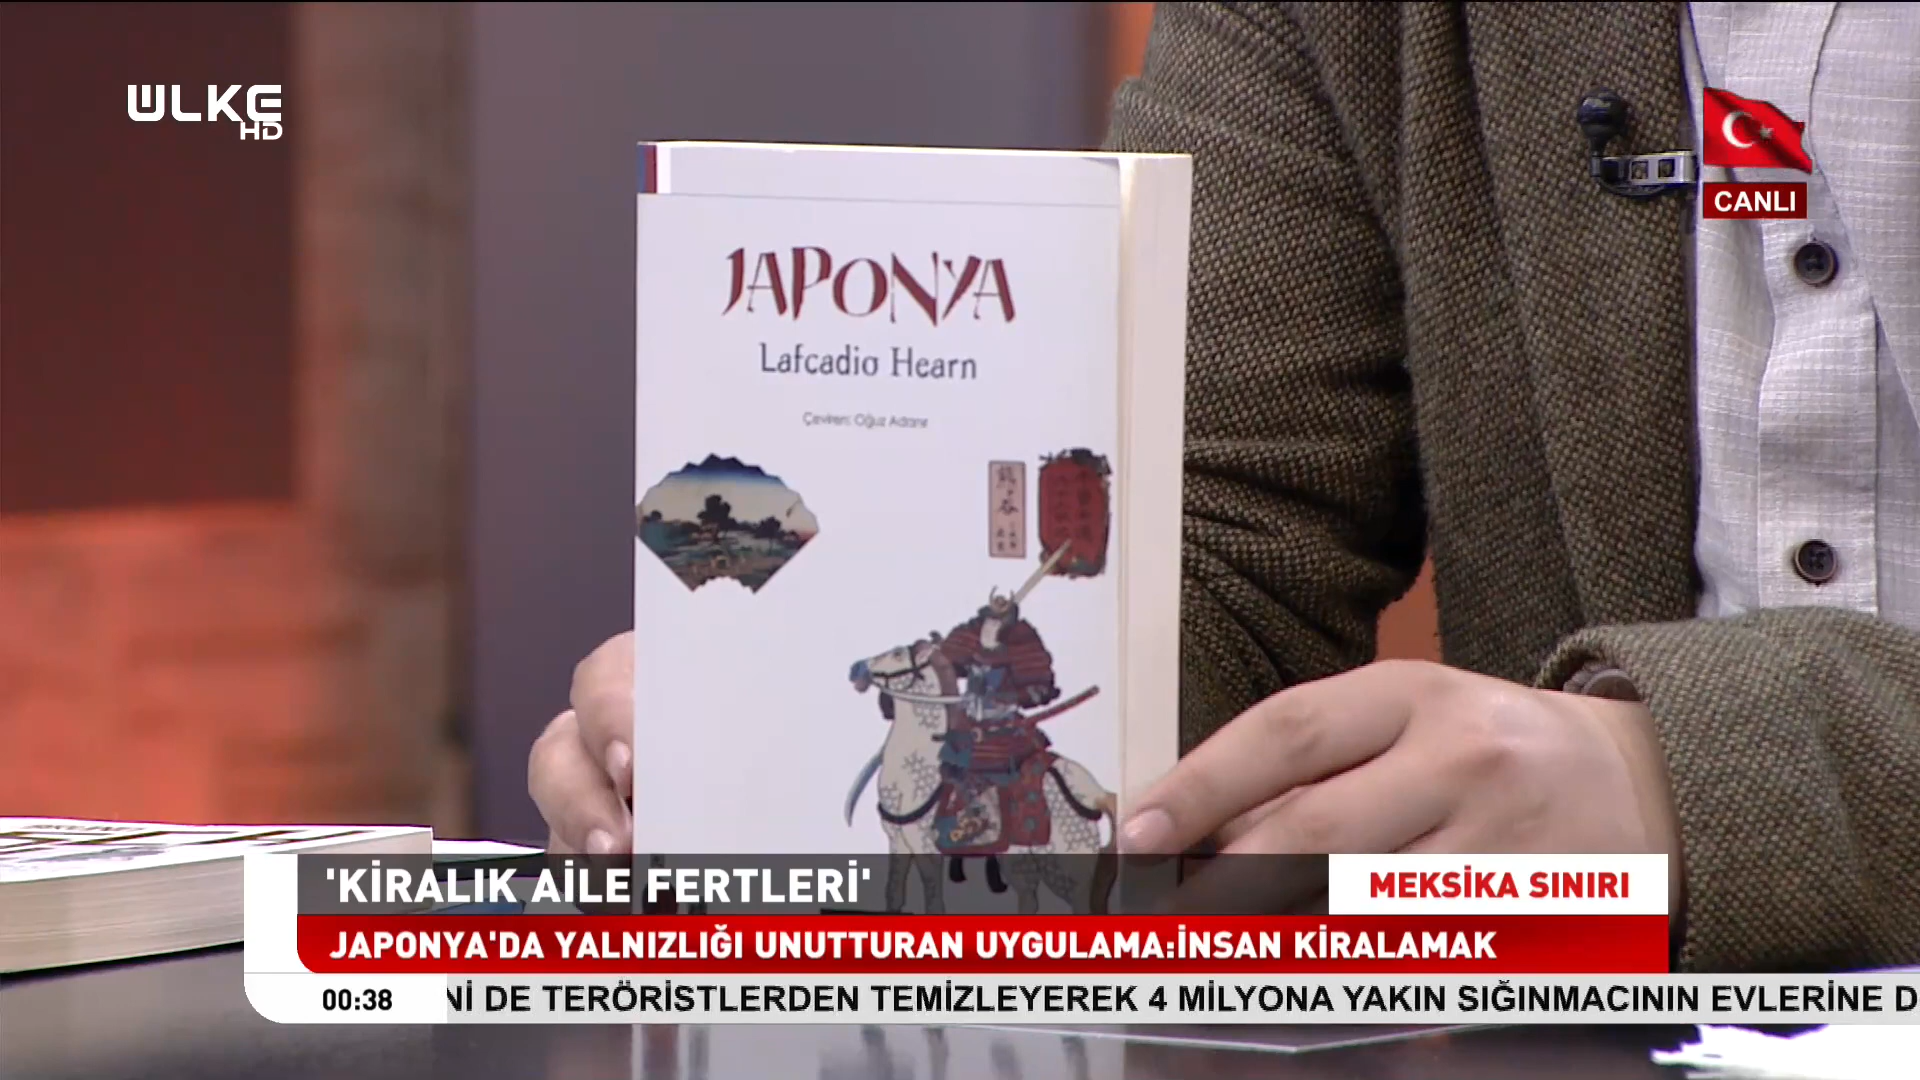 ULKE
HD
CANLI
JAPONYA
Lafcadio Hearn
Çeviren: Oğuz Adanır
'KİRALIK AİLE FERTLERİ'
MEKSİKA SINIRI
JAPONYA'DA YALNIZLIĞI UNUTTURAN UYGULAMA:İNSAN KİRALAMAK
00:38
Nİ DE TERÖRİSTLERDEN TEMİZLEYEREK 4 MİLYONA YAKIN SIĞINMACININ EVLERİNE D